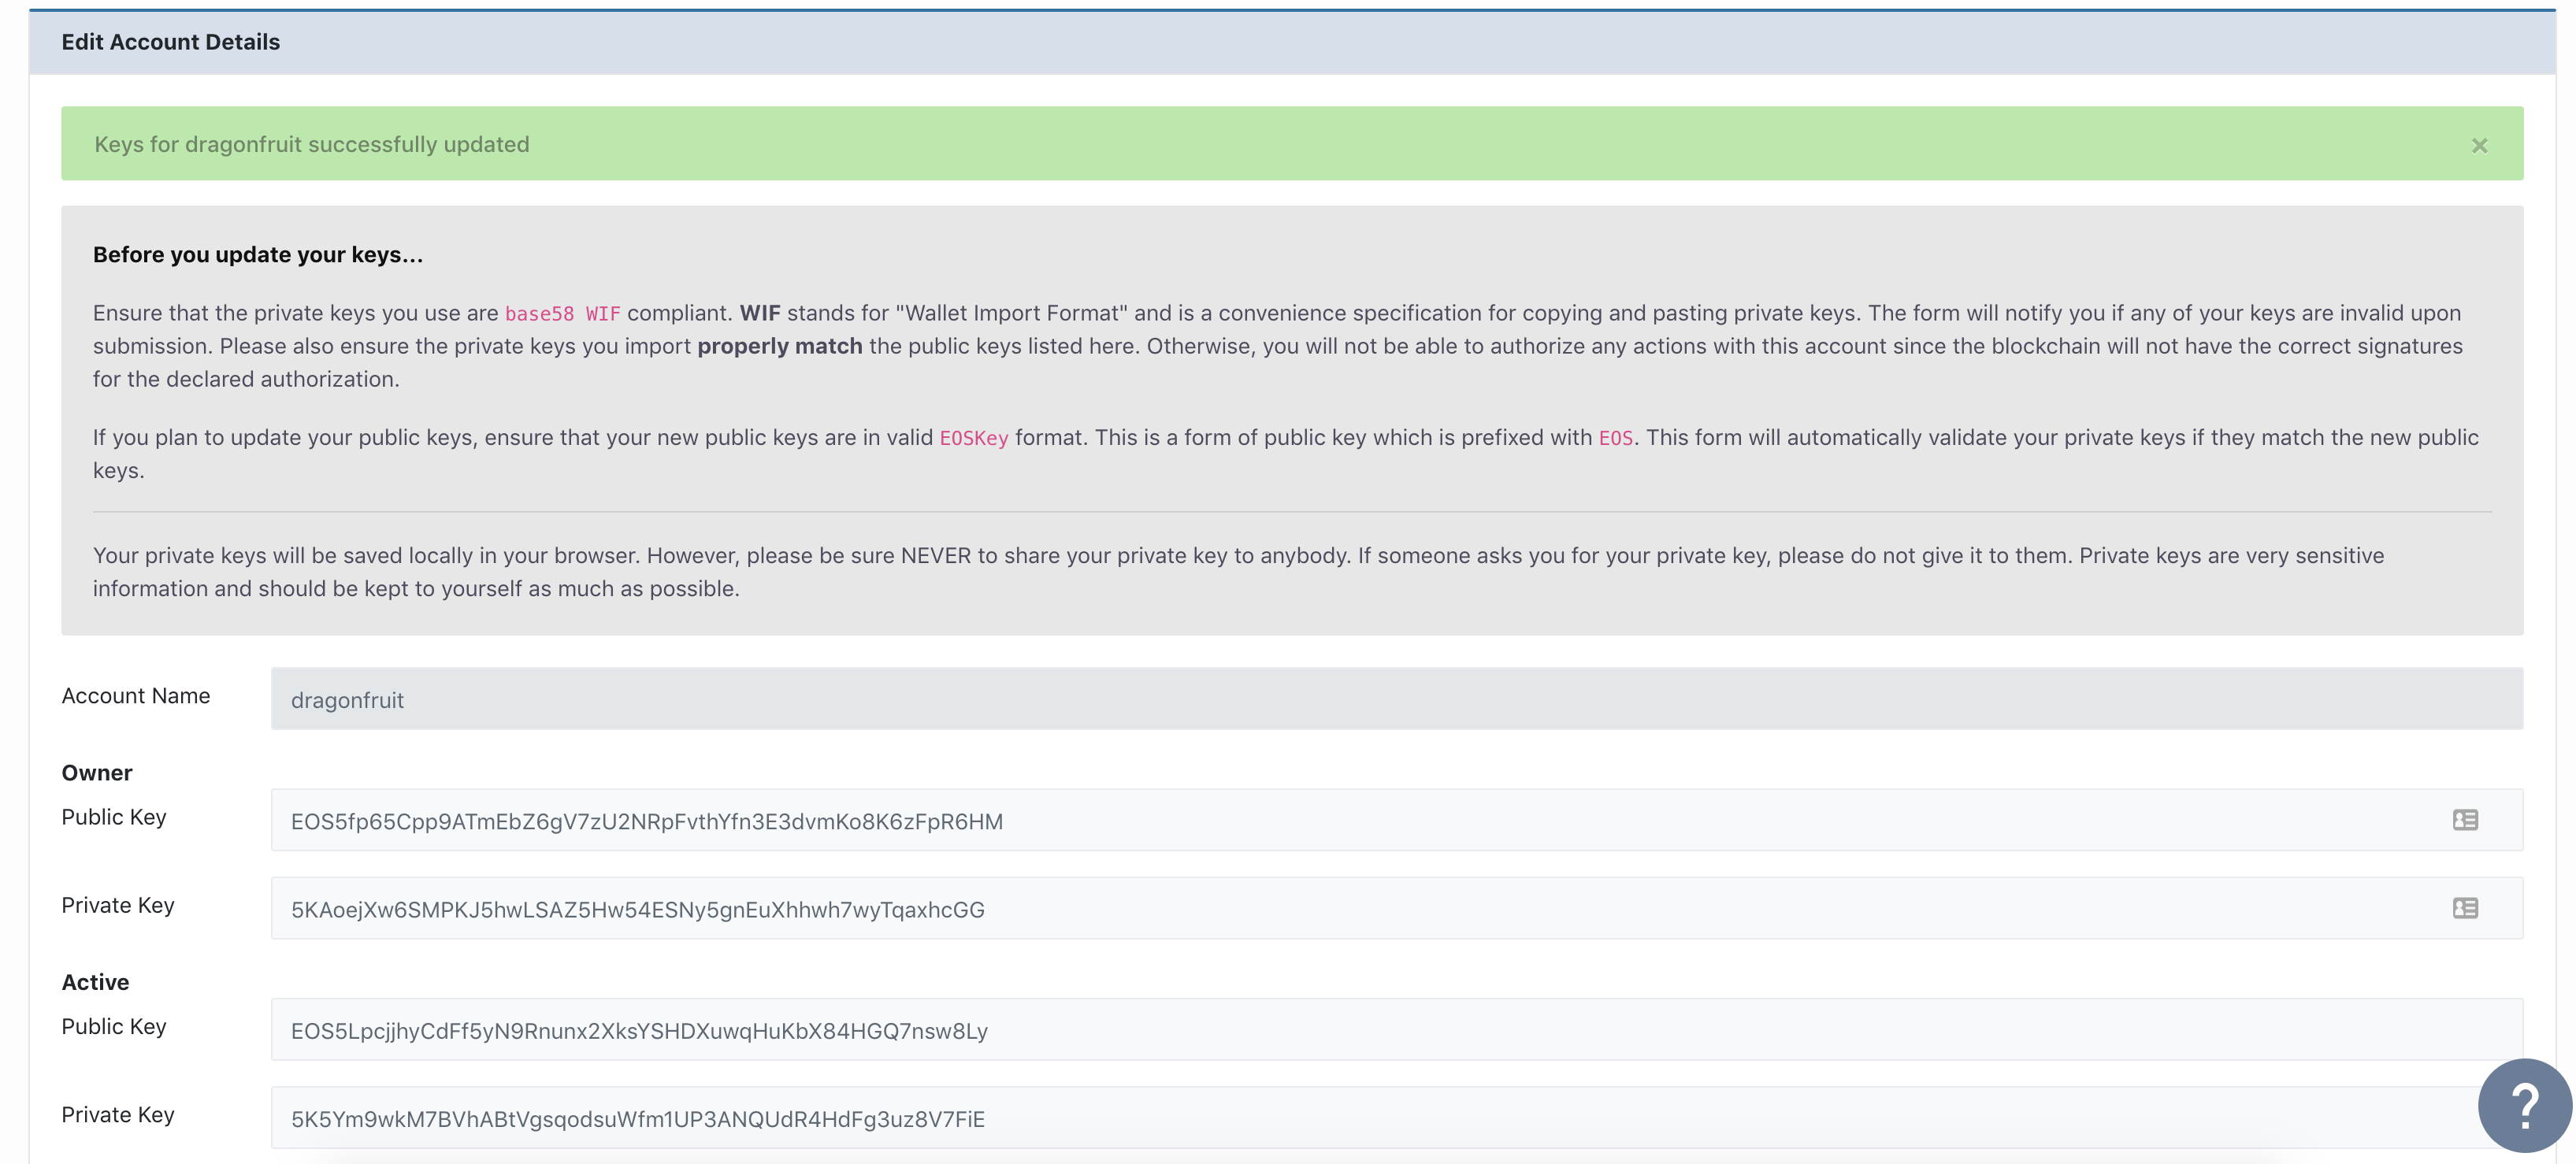 Edit Account Details
Keys for dragonfruit successfully updated
×
Before you update your keys...
Ensure that the private keys you use are base58 WIF compliant. WIF stands for "Wallet Import Format" and is a convenience specification for copying and pasting private keys. The form will notify you if any of your keys are invalid upon
submission. Please also ensure the private keys you import properly match the public keys listed here. Otherwise, you will not be able to authorize any actions with this account since the blockchain will not have the correct signatures
for the declared authorization.
If you plan to update your public keys, ensure that your new public keys are in valid EOSKey format. This is a form of public key which is prefixed with EOS. This form will automatically validate your private keys if they match the new public
keys.
Your private keys will be saved locally in your browser. However, please be sure NEVER to share your private key to anybody. If someone asks you for your private key, please do not give it to them. Private keys are very sensitive
information and should be kept to yourself as much as possible.
Account Name
dragonfruit
Owner
Public Key
EOS5fp65Cpp9ATmEbZ6gV7zU2NRpFvthYfn3E3dvmKo8K6zFpR6HM
Private Key
5KAoejXw6SMPKJ5hwLSAZ5Hw54ESNy5gnEuXhhwh7wyTqaxhcGG
Active
Public Key
EOS5LpcjjhyCdFf5yN9Rnunx2XksYSHDXuwqHuKbX84HGQ7nsw8Ly
Private Key
5K5Ym9wkM7BVhABtVgsqodsuWfm1UP3ANQUdR4HdFg3uz8V7FiE
?